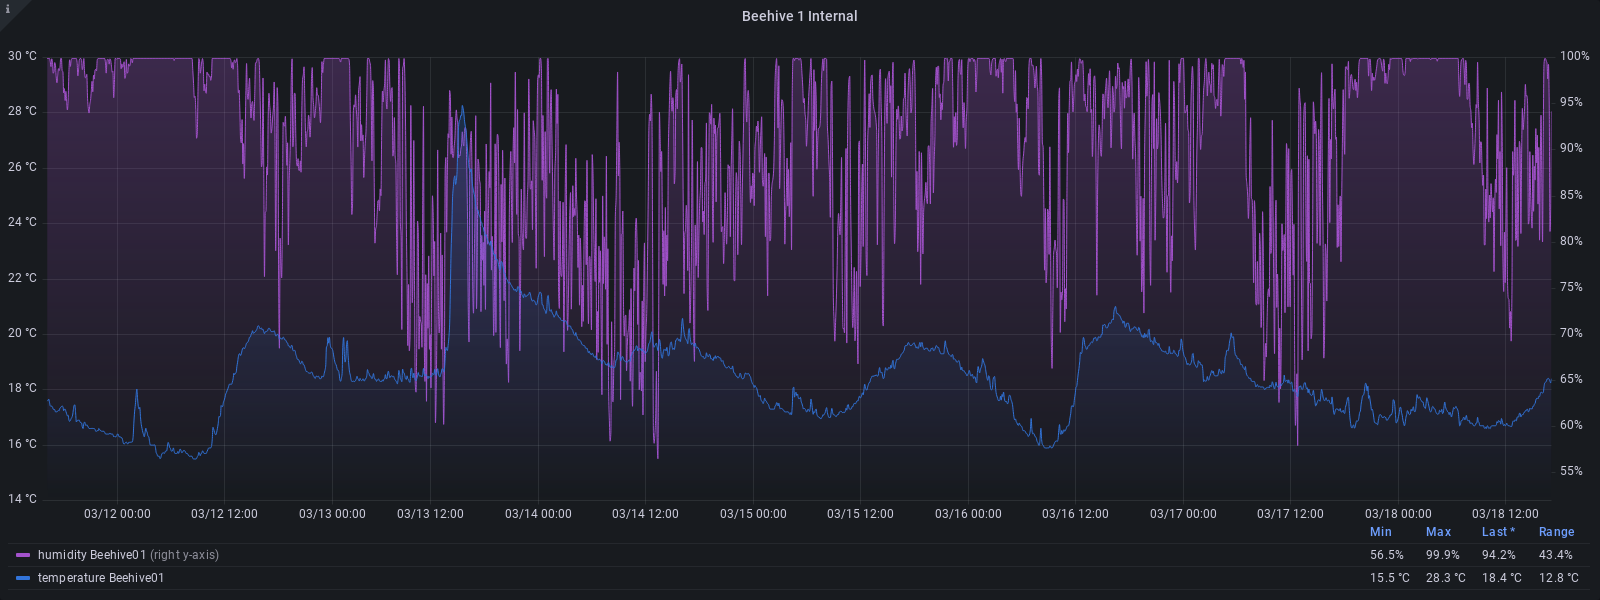 i
Beehive 1 Internal
30 °C 100%
28 °C 95%
26 °C 90%
24 °C 85%
22 °C 80%
20 °C 75%
18 °C 70%
16 °C 65%
14 °C 60%
55%
03/12 00:00 03/12 12:00 03/13 00:00 03/13 12:00 03/14 00:00 03/14 12:00 03/15 00:00 03/15 12:00 03/16 00:00 03/16 12:00 03/17 00:00 03/17 12:00 03/18 00:00 03/18 12:00
Min Max Last * Range
humidity Beehive01 (right y-axis) 56.5% 99.9% 94.2% 43.4%
temperature Beehive01 15.5 °C 28.3 °C 18.4 °C 12.8 °C